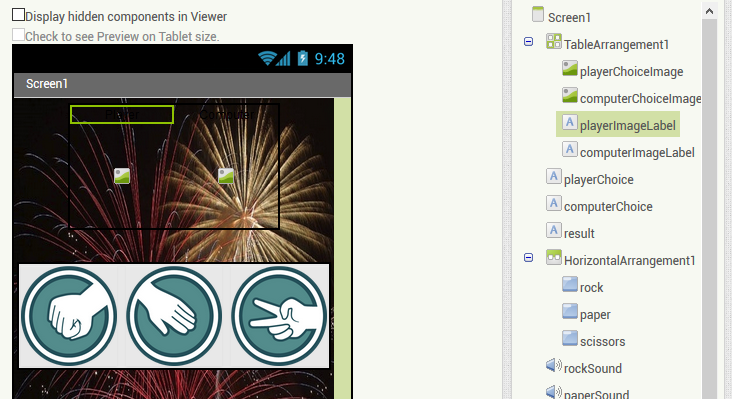 Display hidden components in Viewer
Check to see Preview on Tablet size.
9:48
Screen1
Screen1
TableArrangement1
playerChoiceImage
computerChoiceImage
A playerImageLabel
A computerImageLabel
A playerChoice
A computerChoice
A result
HorizontalArrangement1
rock
paper
scissors
rockSound
paperSound